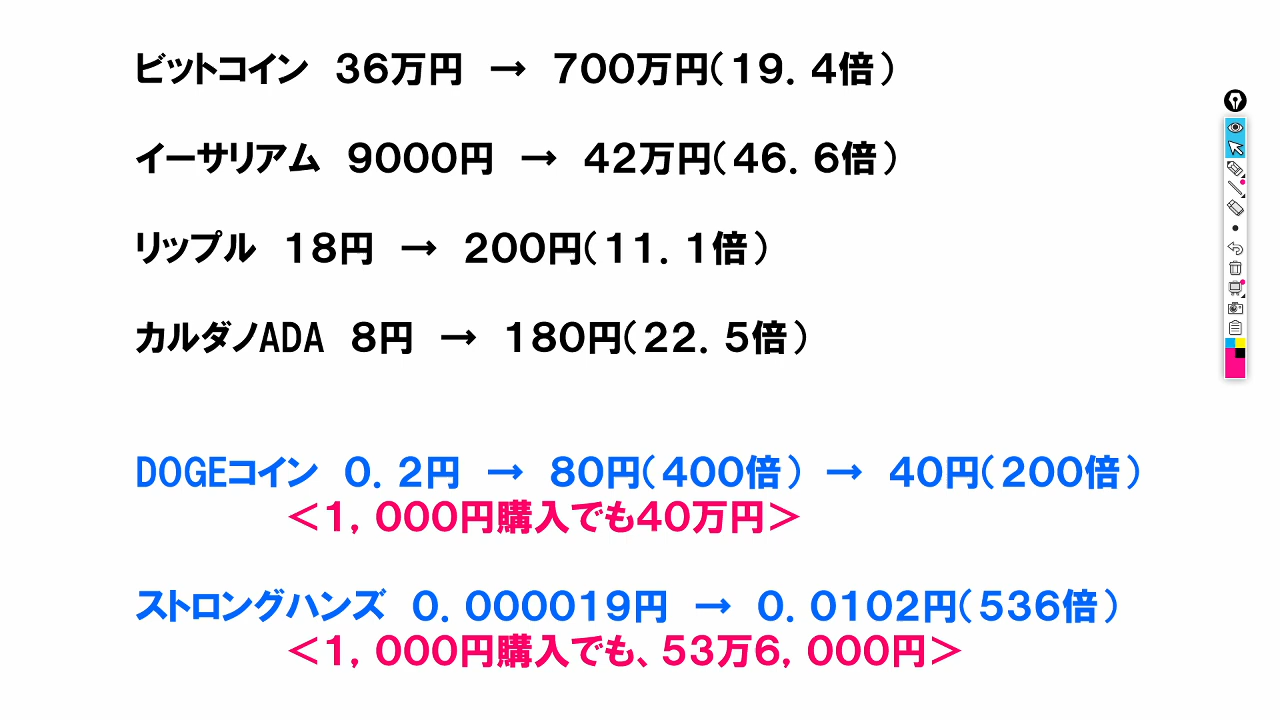 ビットコイン　３６万円　→　７００万円（１９．４倍）
イーサリアム　９０００円　→　４２万円（４６．６倍）
リップル　１８円　→　２００円（１１．１倍）
カルダノADA　８円　→　１８０円（２２．５倍）
DOGEコイン　０．２円　→　８０円（４００倍）　→　４０円（２００倍）
＜１，０００円購入でも４０万円＞
ストロングハンズ　０．００００１９円　→　０．０１０２円（５３６倍）
＜１，０００円購入でも、５３万６，０００円＞